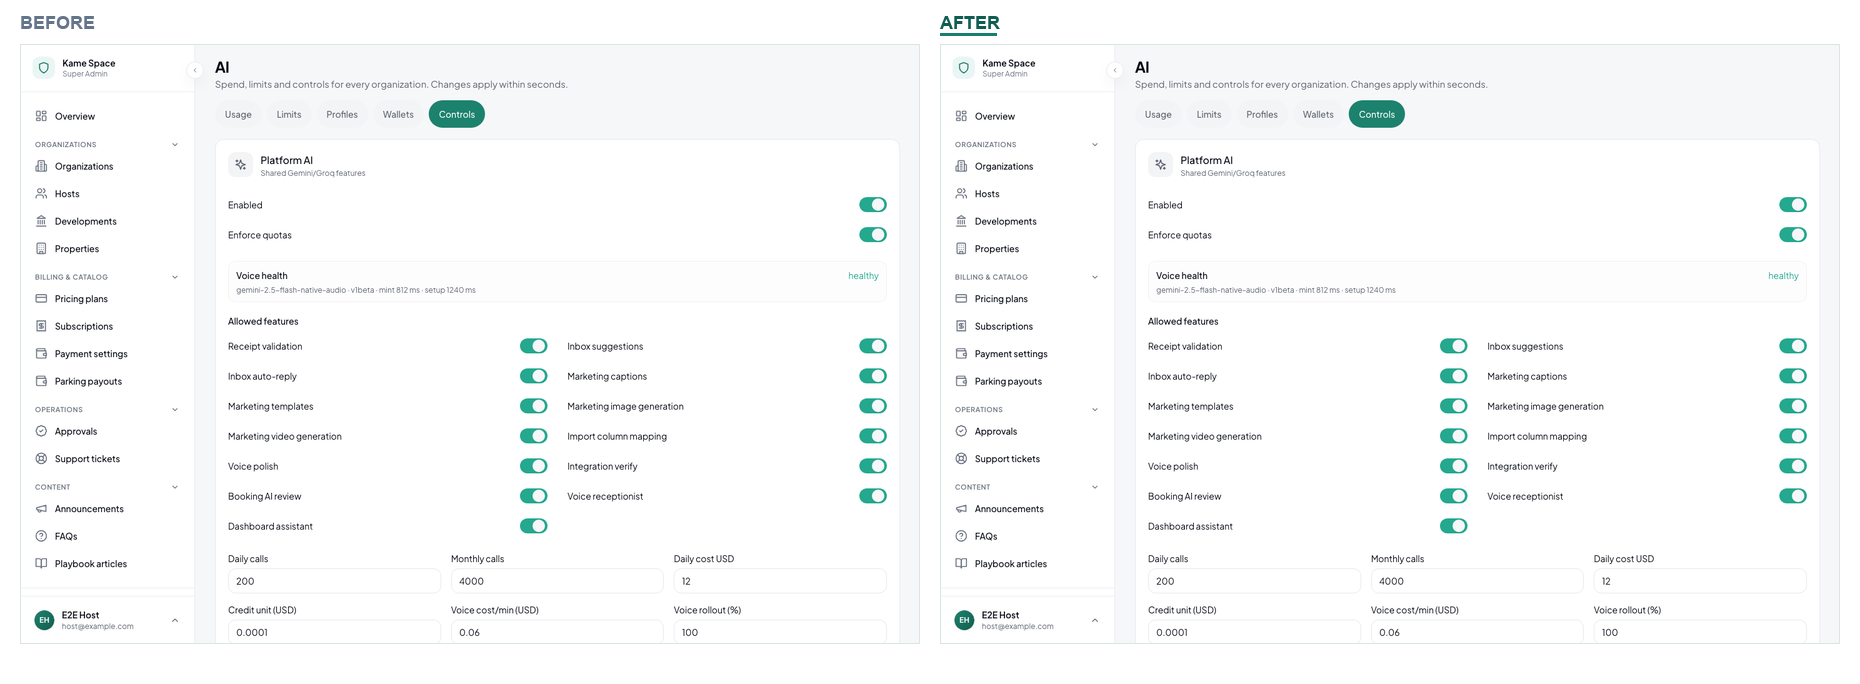 BEFORE
Kame Space
Super Admin
Overview
ORGANIZATIONS
Organizations
Hosts
Developments
Properties
BILLING & CATALOG
Pricing plans
Subscriptions
Payment settings
Parking payouts
OPERATIONS
Approvals
Support tickets
CONTENT
Announcements
FAQs
Playbook articles
EH
E2E Host
host@example.com
AI
Spend, limits and controls for every organization. Changes apply within seconds.
Usage Limits Profiles Wallets Controls
Platform AI
Shared Gemini/Groq features
Enabled
Enforce quotas
Voice health healthy
gemini-2.5-flash-native-audio · v1beta · mint 812 ms · setup 1240 ms
Allowed features
Receipt validation Inbox suggestions
Inbox auto-reply Marketing captions
Marketing templates Marketing image generation
Marketing video generation Import column mapping
Voice polish Integration verify
Booking AI review Voice receptionist
Dashboard assistant
Daily calls Monthly calls Daily cost USD
200 4000 12
Credit unit (USD) Voice cost/min (USD) Voice rollout (%)
0.0001 0.06 100
AFTER
Kame Space
Super Admin
Overview
ORGANIZATIONS
Organizations
Hosts
Developments
Properties
BILLING & CATALOG
Pricing plans
Subscriptions
Payment settings
Parking payouts
OPERATIONS
Approvals
Support tickets
CONTENT
Announcements
FAQs
Playbook articles
EH
E2E Host
host@example.com
AI
Spend, limits and controls for every organization. Changes apply within seconds.
Usage Limits Profiles Wallets Controls
Platform AI
Shared Gemini/Groq features
Enabled
Enforce quotas
Voice health healthy
gemini-2.5-flash-native-audio · v1beta · mint 812 ms · setup 1240 ms
Allowed features
Receipt validation Inbox suggestions
Inbox auto-reply Marketing captions
Marketing templates Marketing image generation
Marketing video generation Import column mapping
Voice polish Integration verify
Booking AI review Voice receptionist
Dashboard assistant
Daily calls Monthly calls Daily cost USD
200 4000 12
Credit unit (USD) Voice cost/min (USD) Voice rollout (%)
0.0001 0.06 100